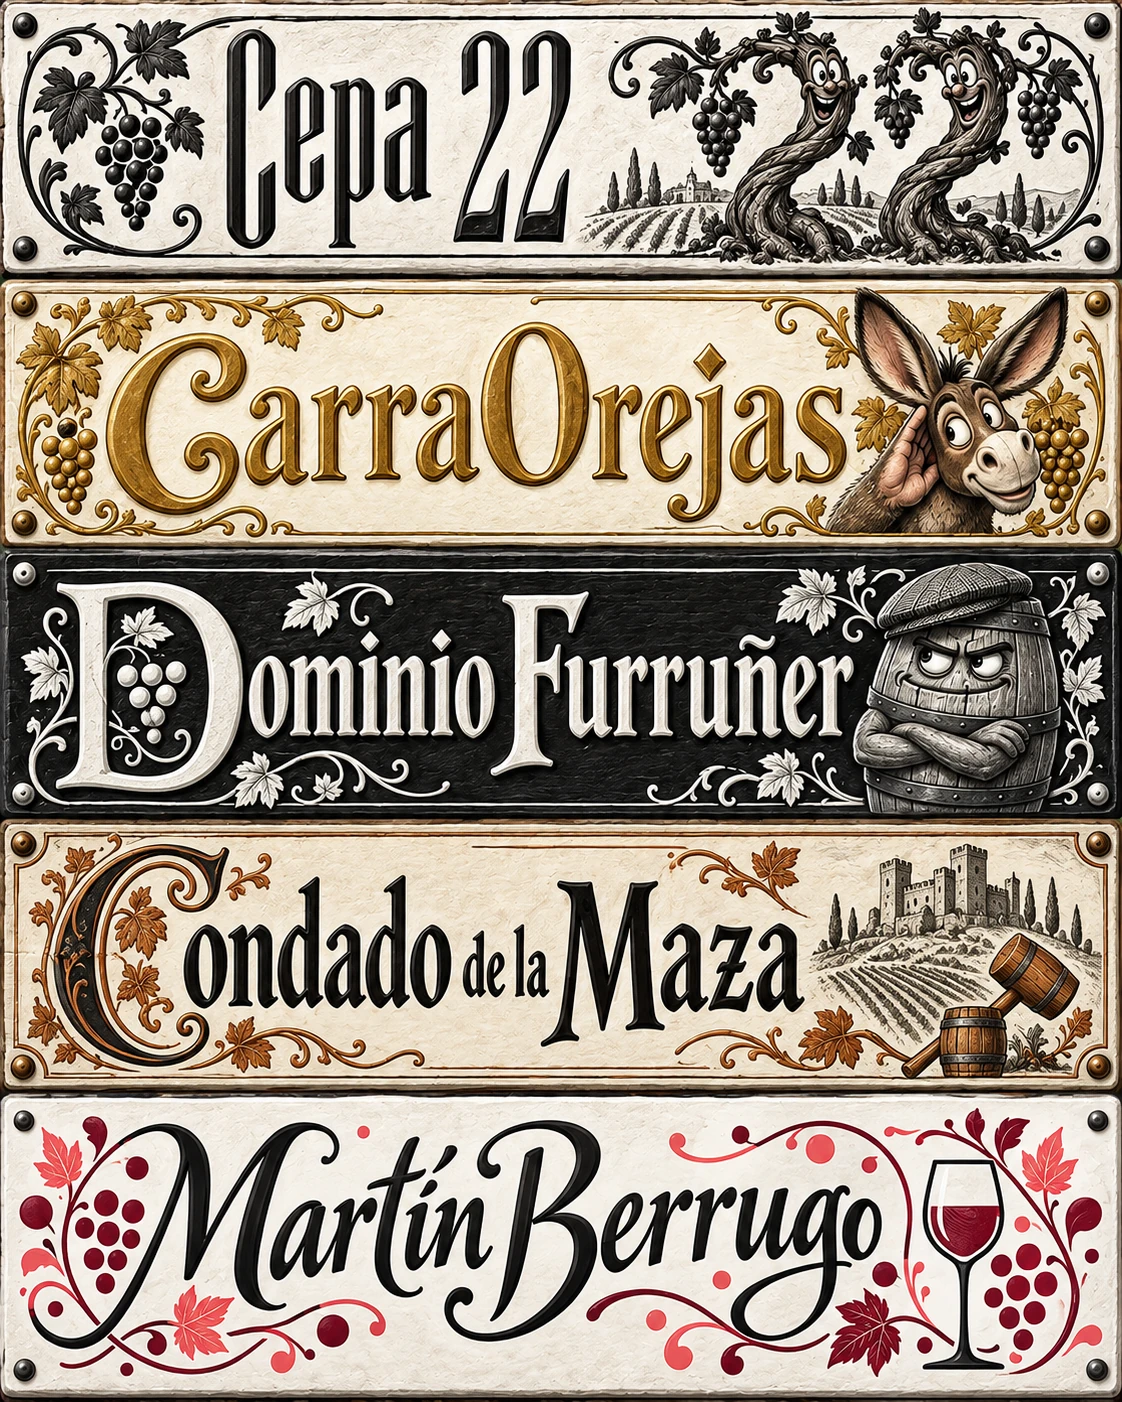 Cepa 22
CarraOrejas
Dominio Furruñer
Condado de la Maza
Martín Berrugo